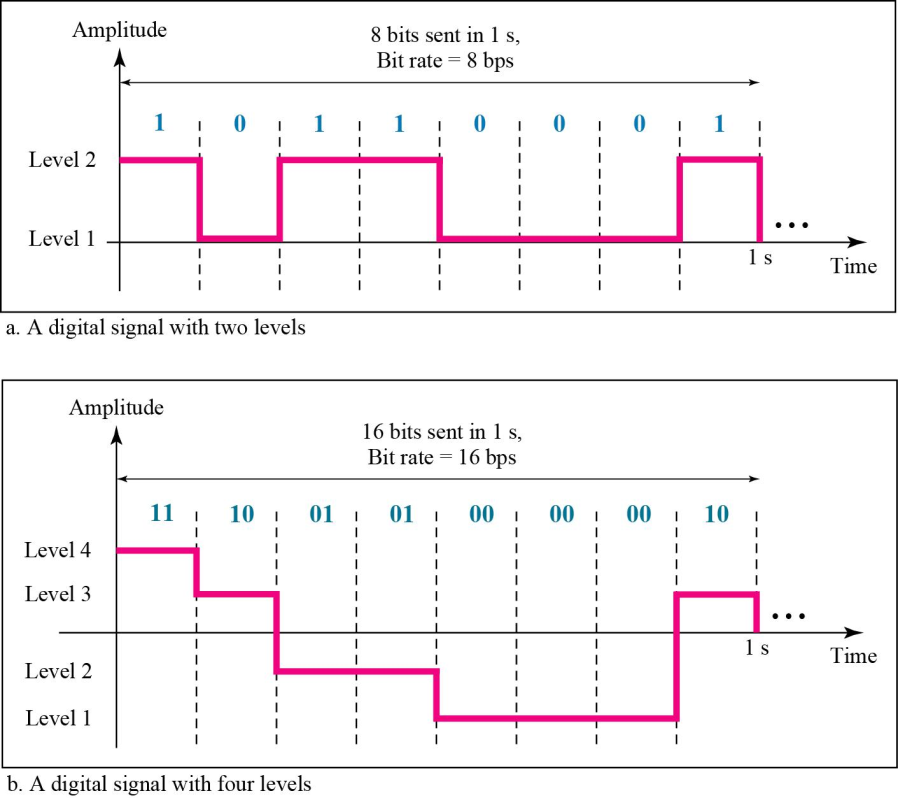 Amplitude
8 bits sent in 1 s,
Bit rate = 8 bps
1 0 1 1 0 0 0 1
Level 2
Level 1
...
1 s
Time
a. A digital signal with two levels
Amplitude
16 bits sent in 1 s,
Bit rate = 16 bps
11 10 01 01 00 00 00 10
Level 4
Level 3
...
1 s
Time
Level 2
Level 1
b. A digital signal with four levels